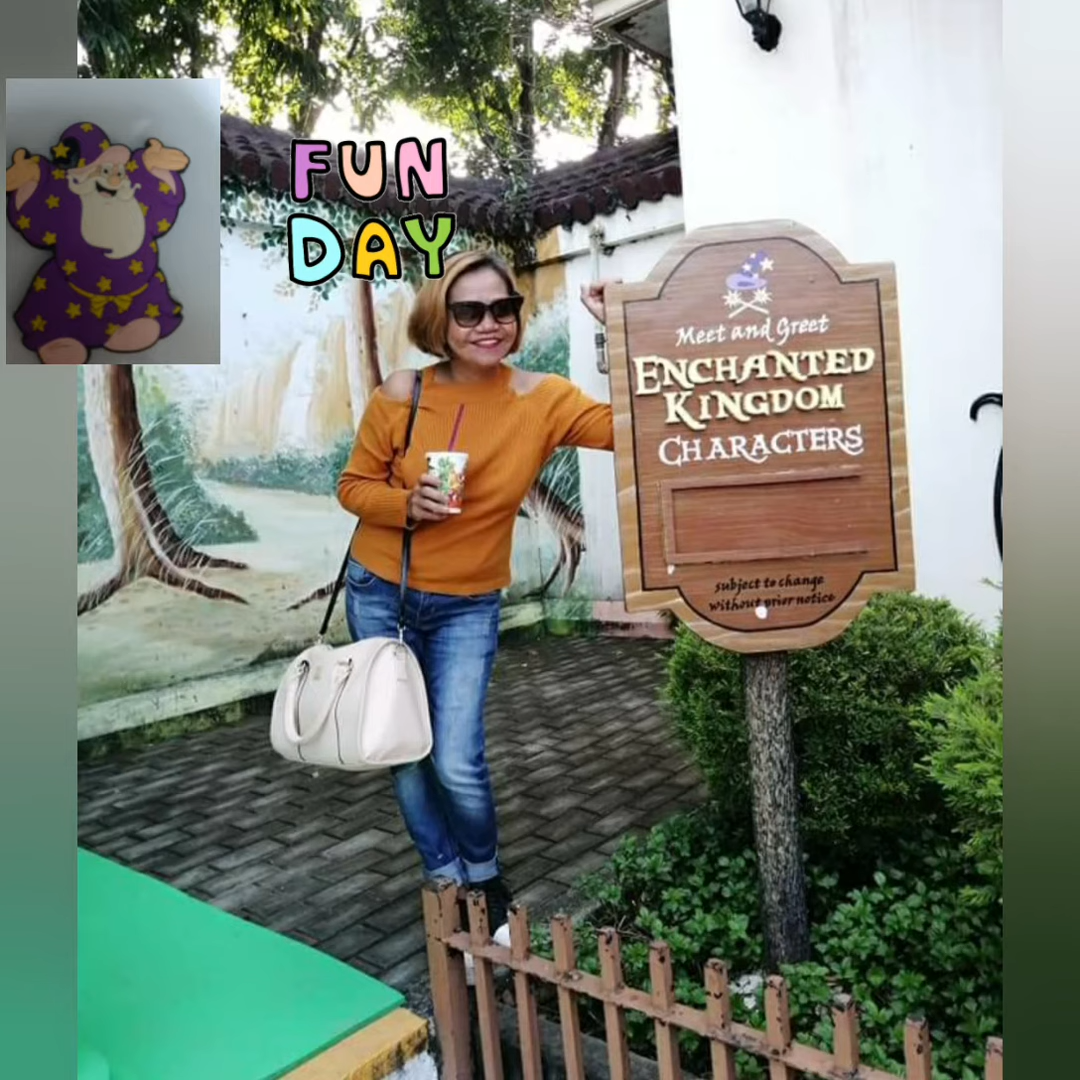 FUN
DAY
Meet and Greet
ENCHANTED
KINGDOM
CHARACTERS
subject to change
without prior notice